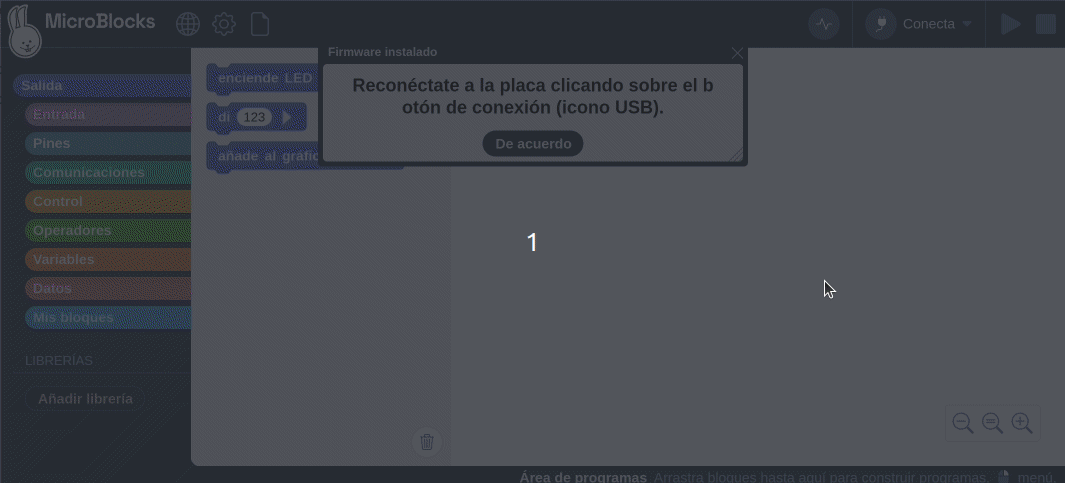 MicroBlocks
Conecta
Firmware instalado
Reconéctate a la placa clicando sobre el b
otón de conexión (icono USB).
De acuerdo
Salida
Entrada
Pines
Comunicaciones
Control
Operadores
Variables
Datos
Mis bloques
LIBRERÍAS
Añadir librería
enciende LED
di 123
añade al gráfic
1
Área de programas Arrastra bloques hasta aquí para construir programas. menú.